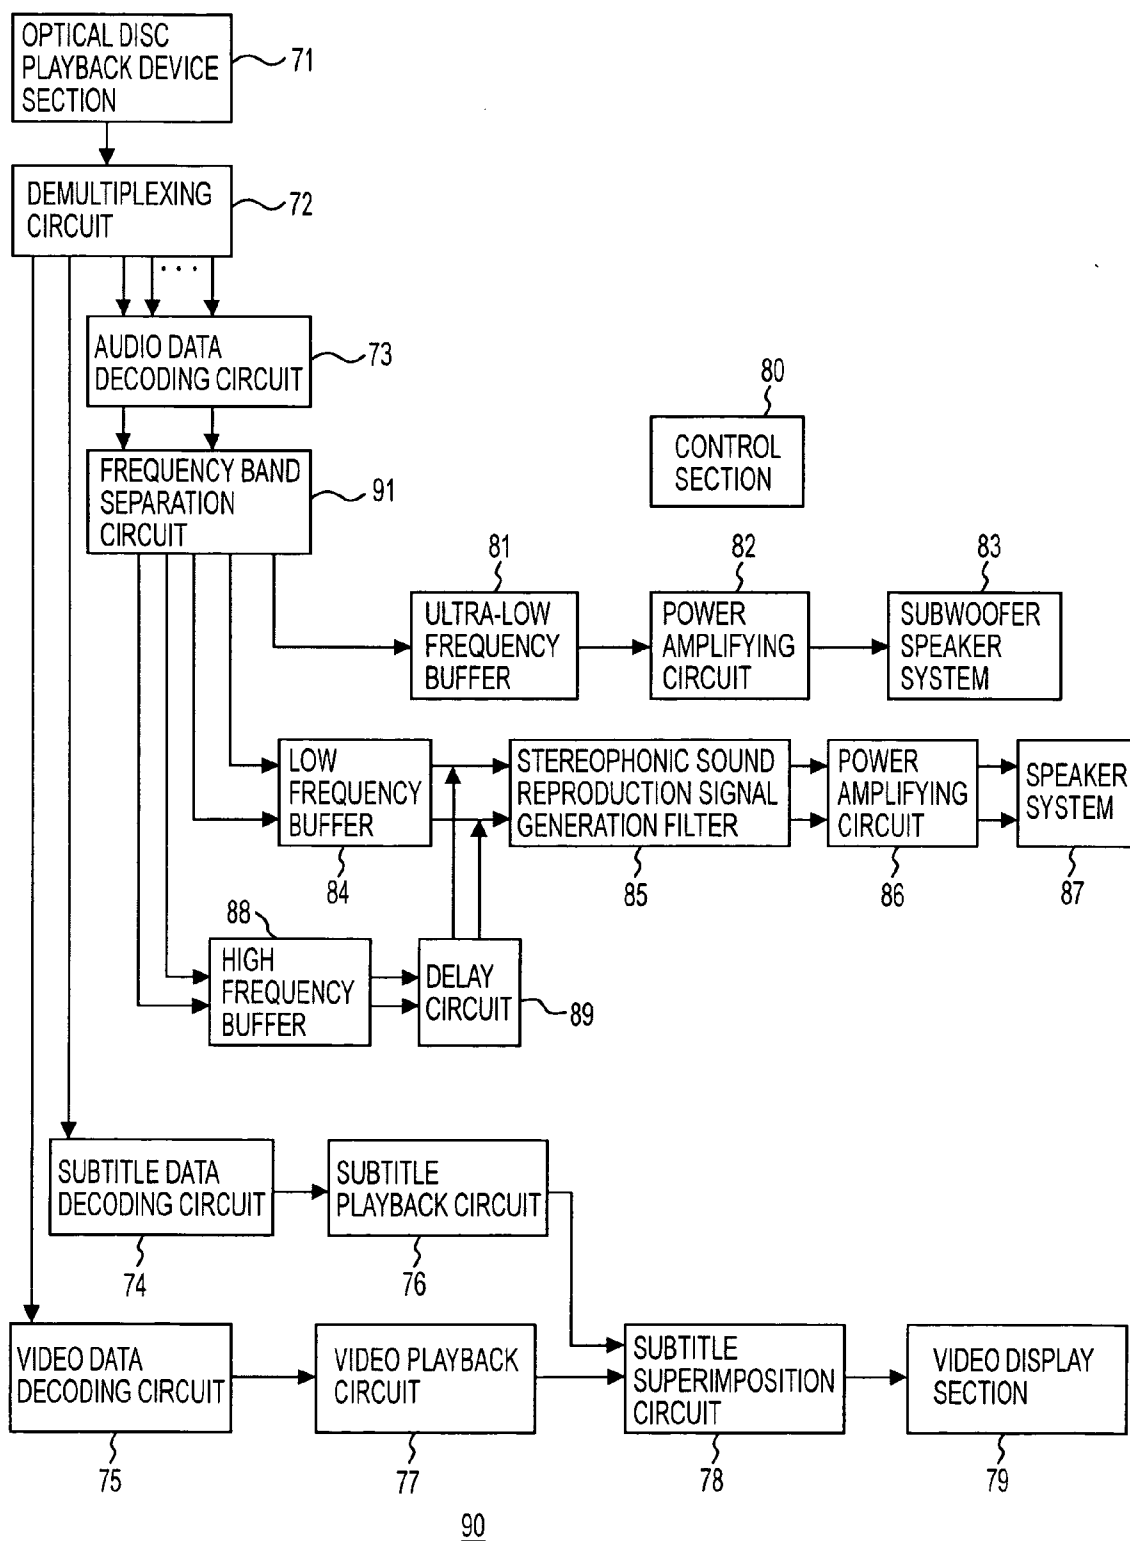 OPTICAL DISC
PLAYBACK DEVICE
SECTION
71
DEMULTIPLEXING
CIRCUIT
72
...
AUDIO DATA
DECODING CIRCUIT
73
80
CONTROL
SECTION
FREQUENCY BAND
SEPARATION
CIRCUIT
91
81
82
83
ULTRA-LOW
FREQUENCY
BUFFER
POWER
AMPLIFYING
CIRCUIT
SUBWOOFER
SPEAKER
SYSTEM
LOW
FREQUENCY
BUFFER
STEREOPHONIC SOUND
REPRODUCTION SIGNAL
GENERATION FILTER
POWER
AMPLIFYING
CIRCUIT
SPEAKER
SYSTEM
84
85
86
87
88
HIGH
FREQUENCY
BUFFER
DELAY
CIRCUIT
89
SUBTITLE DATA
DECODING CIRCUIT
SUBTITLE
PLAYBACK CIRCUIT
74
76
VIDEO DATA
DECODING CIRCUIT
VIDEO PLAYBACK
CIRCUIT
SUBTITLE
SUPERIMPOSITION
CIRCUIT
VIDEO DISPLAY
SECTION
75
77
78
79
90